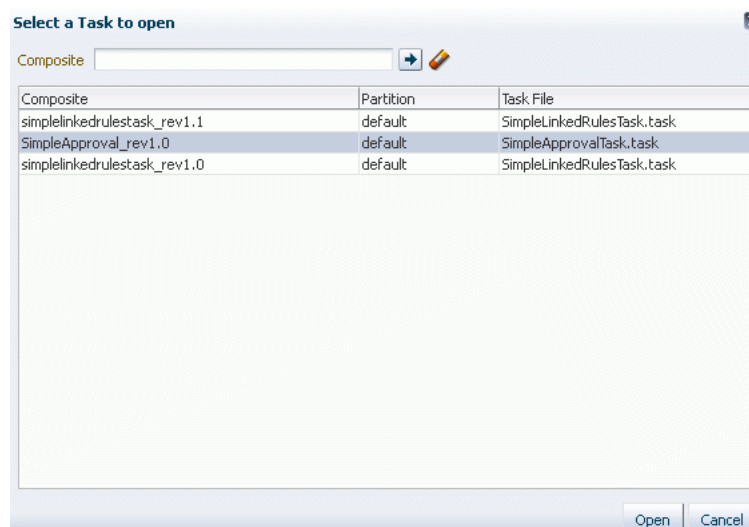 Select a Task to open
Composite
Composite Partition Task File
simplelinkedrulestask_rev1.1 default SimpleLinkedRulesTask.task
SimpleApproval_rev1.0 default SimpleApprovalTask.task
simplelinkedrulestask_rev1.0 default SimpleLinkedRulesTask.task
Open Cancel